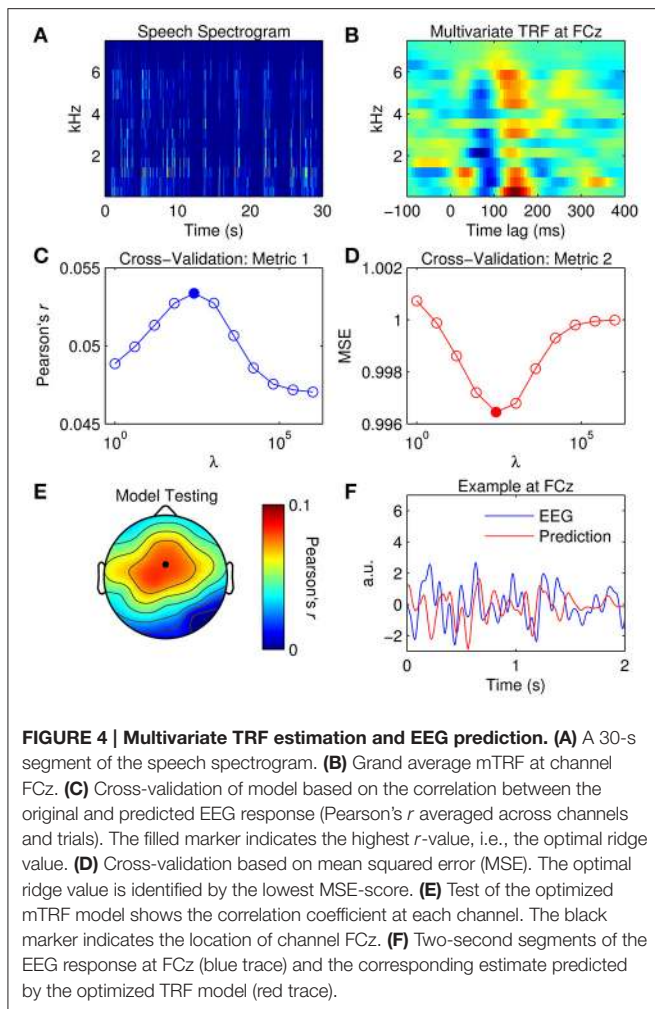 A Speech Spectrogram
kHz
6
4
2
0 10 20 30
Time (s)
B Multivariate TRF at FCz
kHz
6
4
2
-100 0 100 200 300 400
Time lag (ms)
C Cross-Validation: Metric 1
Pearson's r
0.055
0.05
0.045
10^0 10^5
λ
D Cross-Validation: Metric 2
MSE
1.002
1
0.998
0.996
10^0 10^5
λ
E Model Testing
0.1
Pearson's r
0
F Example at FCz
a.u.
6
4
2
0
-2
EEG
Prediction
0 1 2
Time (s)
FIGURE 4 | Multivariate TRF estimation and EEG prediction. (A) A 30-s
segment of the speech spectrogram. (B) Grand average mTRF at channel
FCz. (C) Cross-validation of model based on the correlation between the
original and predicted EEG response (Pearson's r averaged across channels
and trials). The filled marker indicates the highest r-value, i.e., the optimal ridge
value. (D) Cross-validation based on mean squared error (MSE). The optimal
ridge value is identified by the lowest MSE-score. (E) Test of the optimized
mTRF model shows the correlation coefficient at each channel. The black
marker indicates the location of channel FCz. (F) Two-second segments of the
EEG response at FCz (blue trace) and the corresponding estimate predicted
by the optimized TRF model (red trace).